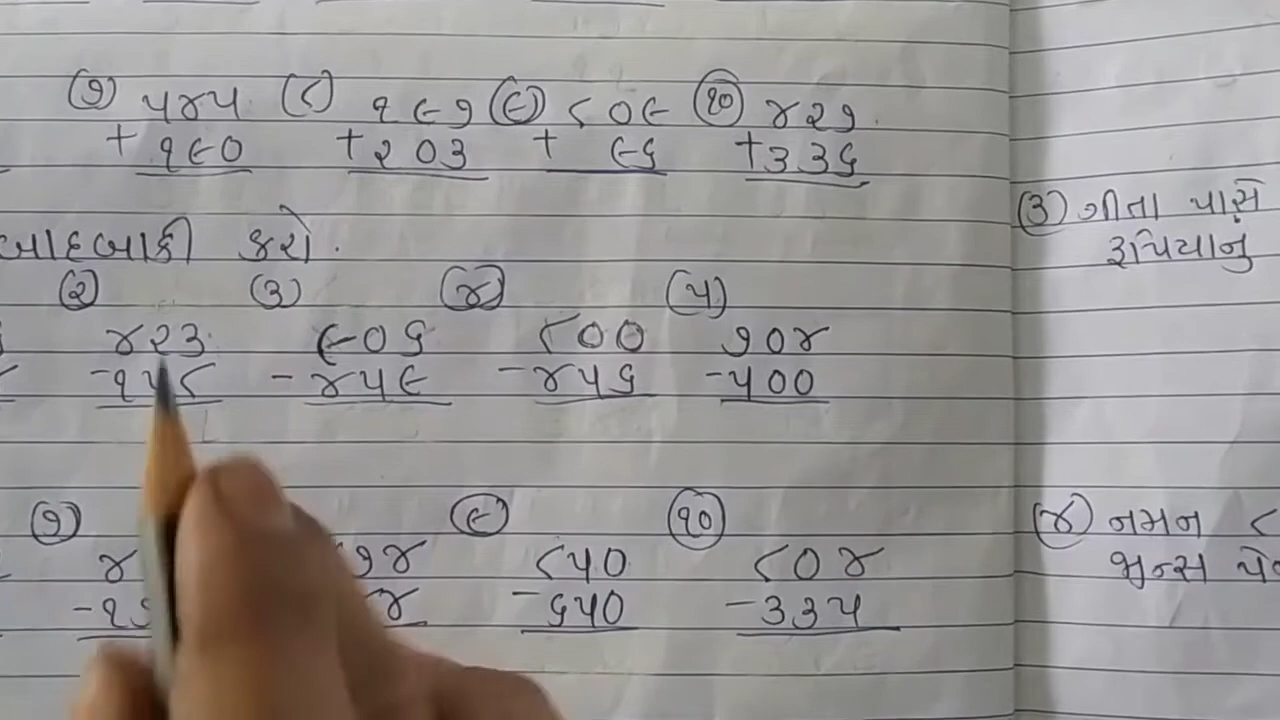 (૭) ૫૪૫ (૮) ૧૯૭ (૯) ૮૦૯ (૧૦) ૪૨૭
+ ૧૯૦ + ૨૦૩ + ૯૬ + ૩૩૬
બાદબાકી કરો.
(૨) (૩) (૪) (૫)
૪૨૩ ૯૦૬ ૮૦૦ ૭૦૪
- ૧૫૮ - ૪૫૯ - ૪૫૬ - ૫૦૦
(૭) (૯) (૧૦)
૮૫૦ ૮૦૪
- ૬૫૦ - ૩૩૫
(૩) ગીતા પાસે
રૂપિયાનું
(૪) નમન ૮
જીન્સ પે